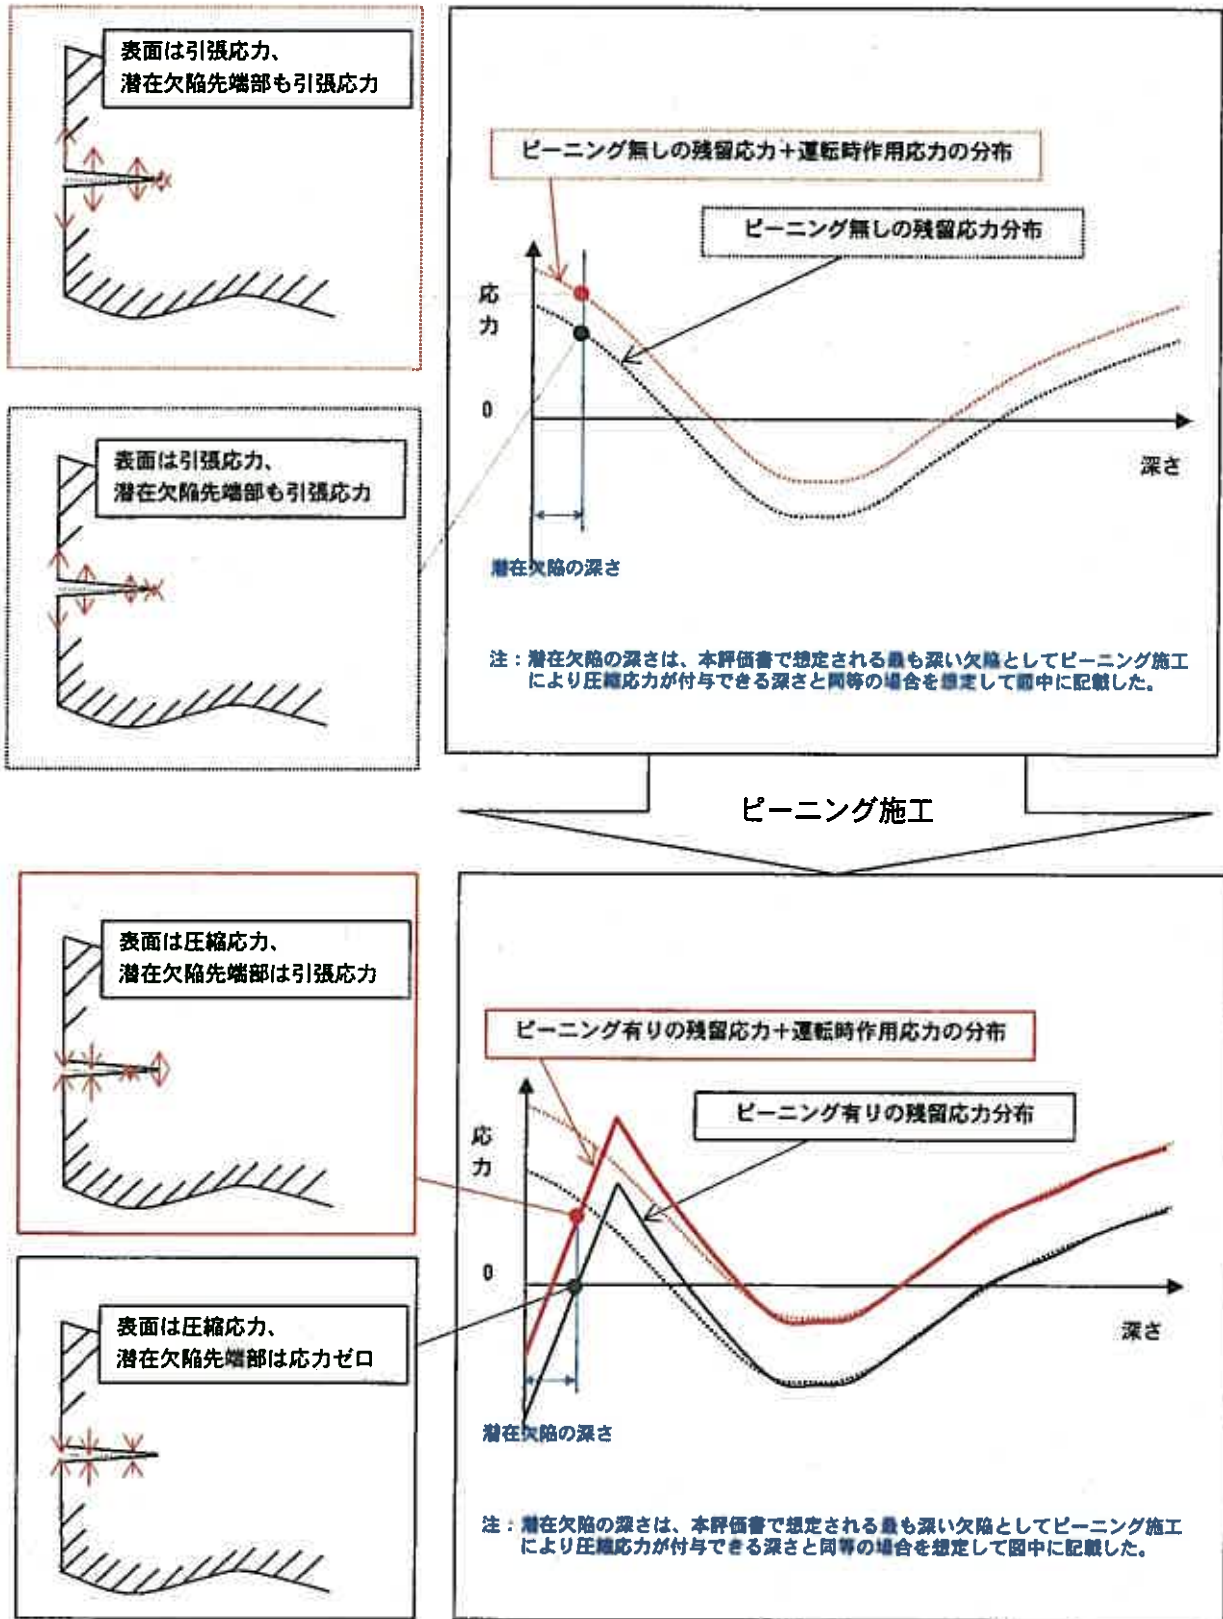 表面は引張応力、
潜在欠陥先端部も引張応力
ピーニング無しの残留応力+運転時作用応力の分布
ピーニング無しの残留応力分布
応
力
0
深さ
潜在欠陥の深さ
表面は引張応力、
潜在欠陥先端部も引張応力
注:潜在欠陥の深さは、本評価書で想定される最も深い欠陥としてピーニング施工
により圧縮応力が付与できる深さと同等の場合を想定して図中に記載した。
ピーニング施工
表面は圧縮応力、
潜在欠陥先端部は引張応力
ピーニング有りの残留応力+運転時作用応力の分布
ピーニング有りの残留応力分布
応
力
0
深さ
潜在欠陥の深さ
表面は圧縮応力、
潜在欠陥先端部は応力ゼロ
注:潜在欠陥の深さは、本評価書で想定される最も深い欠陥としてピーニング施工
により圧縮応力が付与できる深さと同等の場合を想定して図中に記載した。